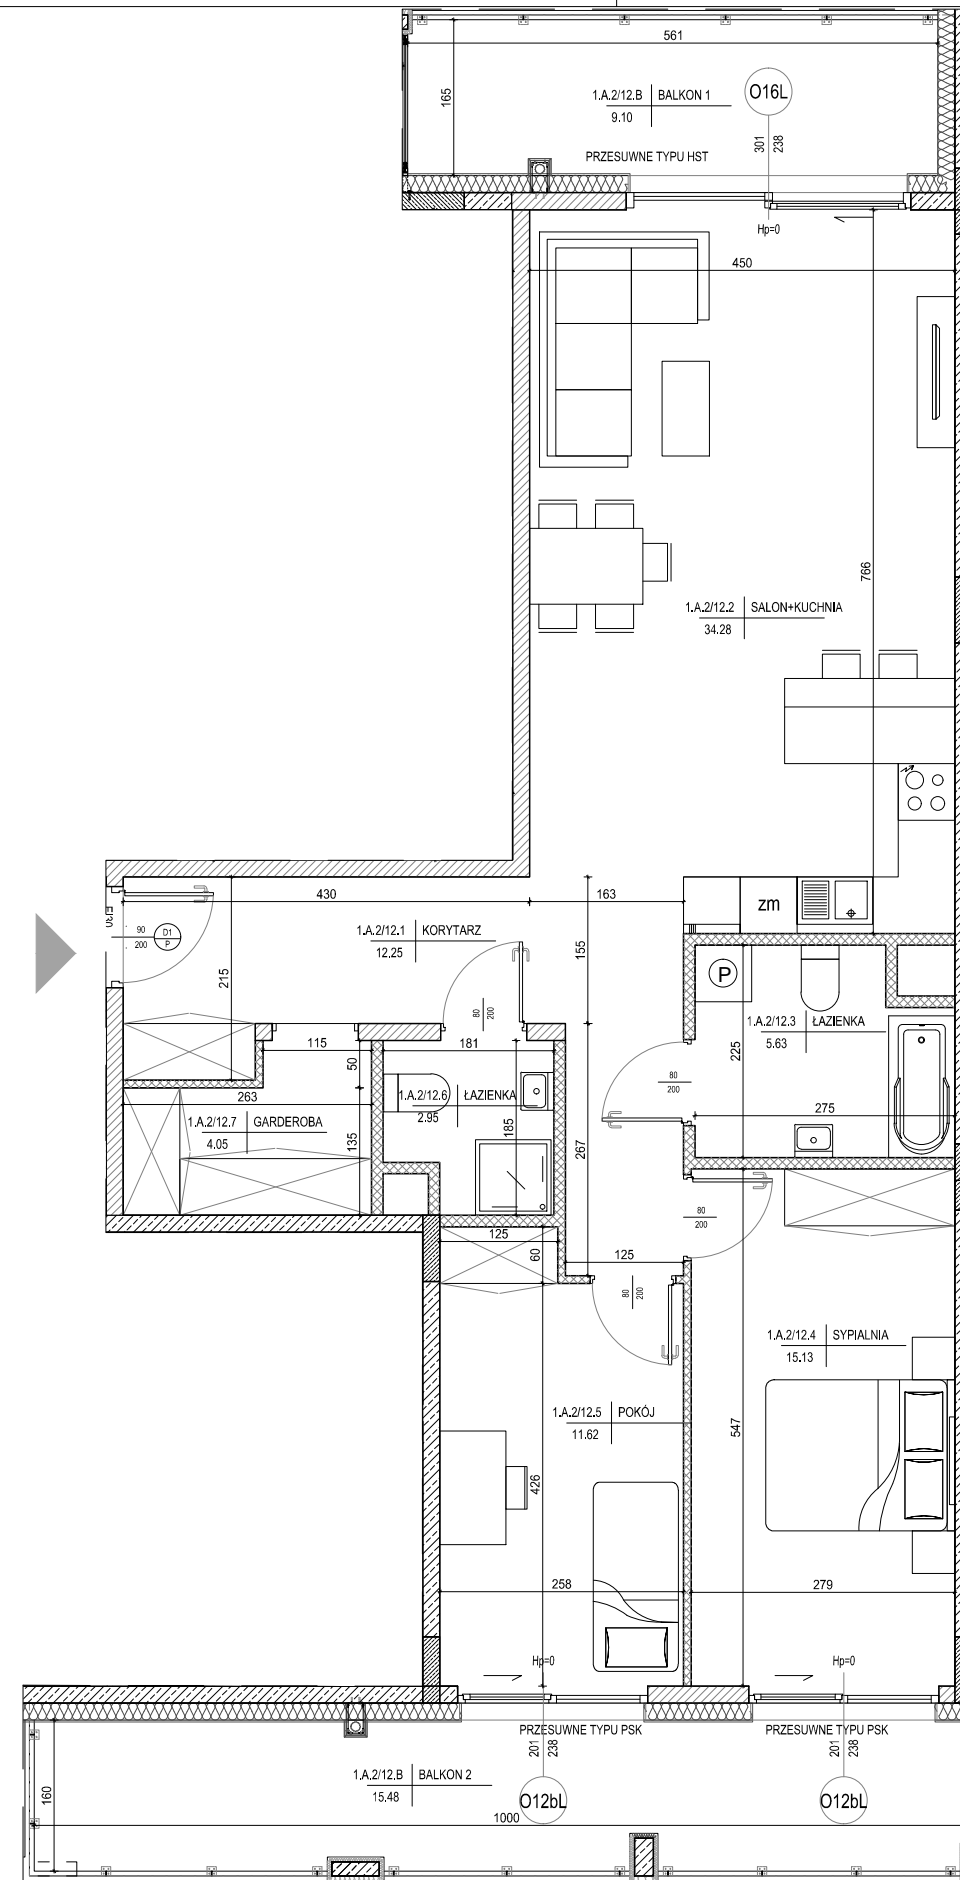 561
165
1.A.2/12.B BALKON 1
9.10
O16L
301
238
PRZESUWNE TYPU HST
Hp=0
450
766
1.A.2/12.2 SALON+KUCHNIA
34.28
zm
430
163
EI30
90
200
D1
P
215
1.A.2/12.1 KORYTARZ
12.25
155
80
200
P
1.A.2/12.3 ŁAZIENKA
5.63
225
275
115
50
181
263
1.A.2/12.7 GARDEROBA
4.05
135
1.A.2/12.6 ŁAZIENKA
2.95
185
267
80
200
80
200
125
60
125
80
200
1.A.2/12.4 SYPIALNIA
15.13
1.A.2/12.5 POKÓJ
11.62
547
426
258
279
Hp=0
Hp=0
PRZESUWNE TYPU PSK
PRZESUWNE TYPU PSK
201
238
201
238
1.A.2/12.B BALKON 2
15.48
160
O12bL
O12bL
1000